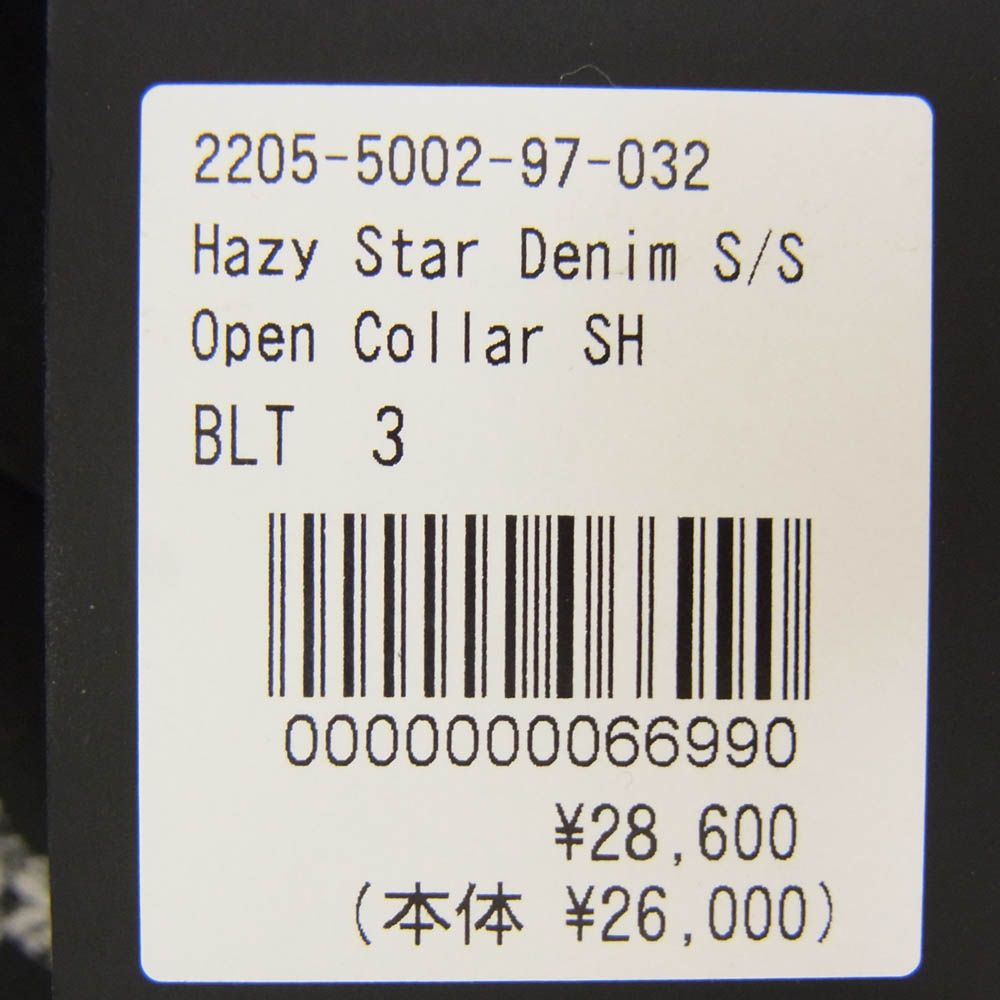 2205-5002-97-032
Hazy Star Denim S/S
Open Collar SH
BLT 3
0000000066990
¥28,600
(本体 ¥26,000)